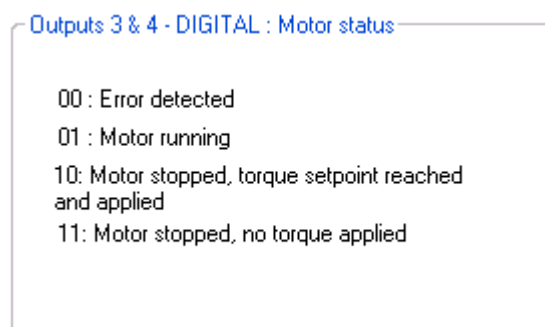 Outputs 3 & 4 - DIGITAL : Motor status
00 : Error detected
01 : Motor running
10: Motor stopped, torque setpoint reached
and applied
11: Motor stopped, no torque applied